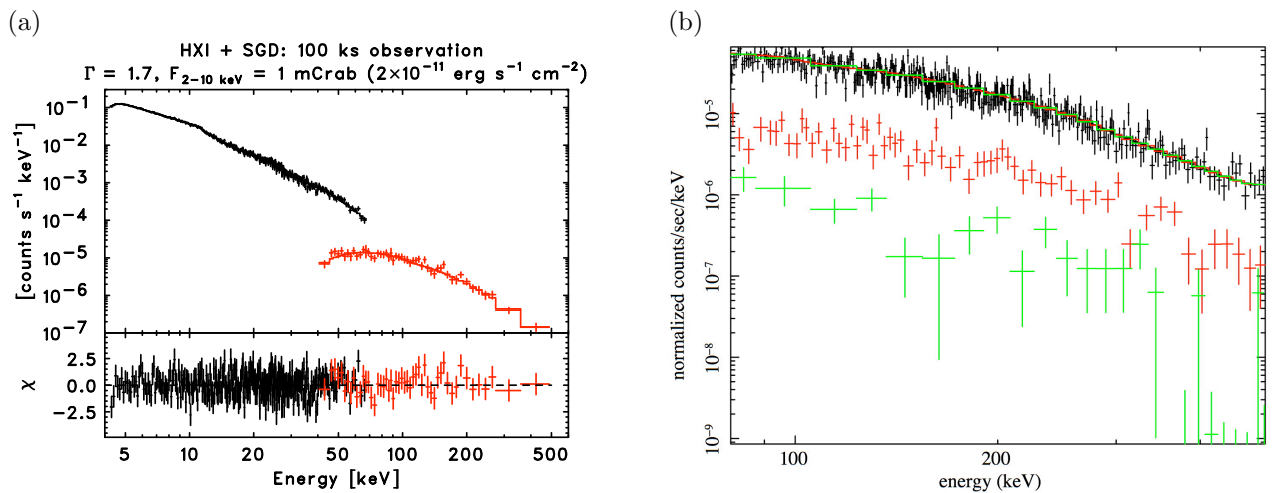 (a)
HXI + SGD: 100 ks observation
Γ = 1.7, F2−10 keV = 1 mCrab (2×10−11 erg s−1 cm−2)
[counts s−1 keV−1]
10−1
10−2
10−3
10−4
10−5
10−6
10−7
χ
2.5
0.0
−2.5
5 10 20 50 100 200 500
Energy [keV]
(b)
normalized counts/sec/keV
10−5
10−6
10−7
10−8
10−9
100 200
energy (keV)